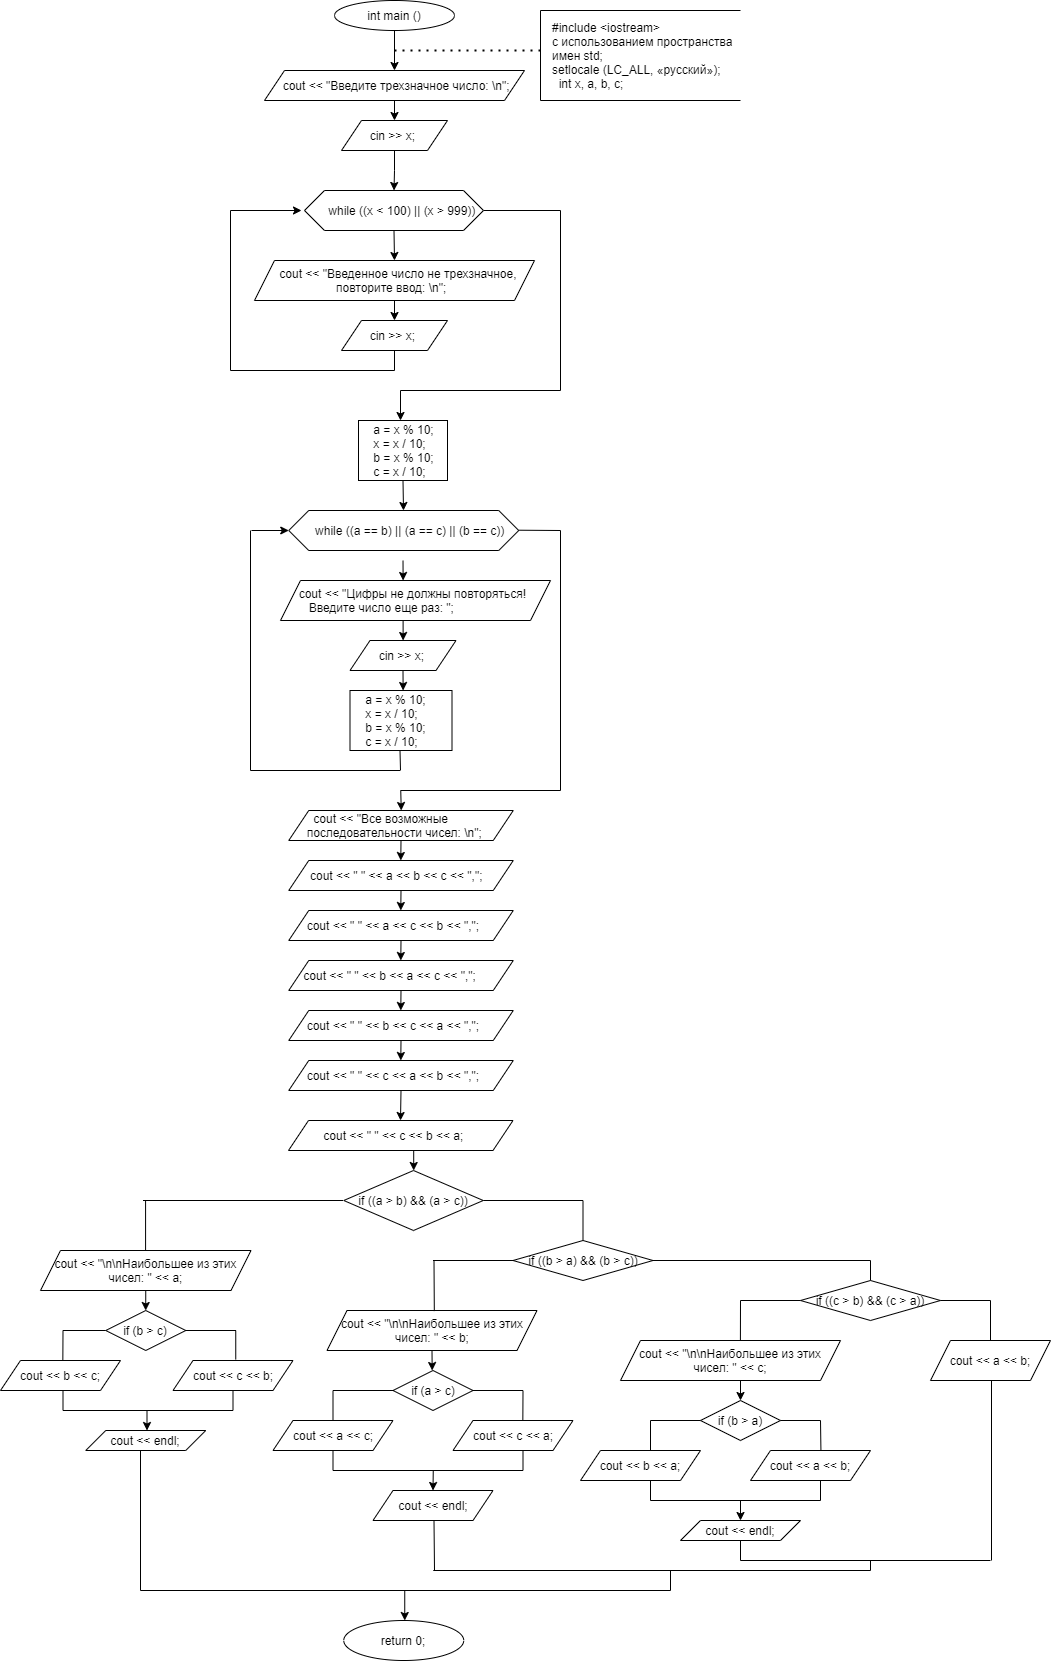 int main ()
#include <iostream>
с использованием пространства
имен std;
setlocale (LC_ALL, «русский»);
int x, a, b, c;
cout << "Введите трехзначное число: \n";
cin >> x;
while ((x < 100) || (x > 999))
cout << "Введенное число не трехзначное,
повторите ввод: \n";
cin >> x;
a = x % 10;
x = x / 10;
b = x % 10;
c = x / 10;
while ((a == b) || (a == c) || (b == c))
cout << "Цифры не должны повторяться!
Введите число еще раз: ";
cin >> x;
a = x % 10;
x = x / 10;
b = x % 10;
c = x / 10;
cout << "Все возможные
последовательности чисел: \n";
cout << " " << a << b << c << ",";
cout << " " << a << c << b << ",";
cout << " " << b << a << c << ",";
cout << " " << b << c << a << ",";
cout << " " << c << a << b << ",";
cout << " " << c << b << a;
if ((a > b) && (a > c))
cout << "\n\nНаибольшее из этих
чисел: " << a;
if (b > c)
cout << b << c;
cout << c << b;
cout << endl;
if ((b > a) && (b > c))
cout << "\n\nНаибольшее из этих
чисел: " << b;
if (a > c)
cout << a << c;
cout << c << a;
cout << endl;
if ((c > b) && (c > a))
cout << "\n\nНаибольшее из этих
чисел: " << c;
if (b > a)
cout << b << a;
cout << a << b;
cout << endl;
cout << a << b;
return 0;